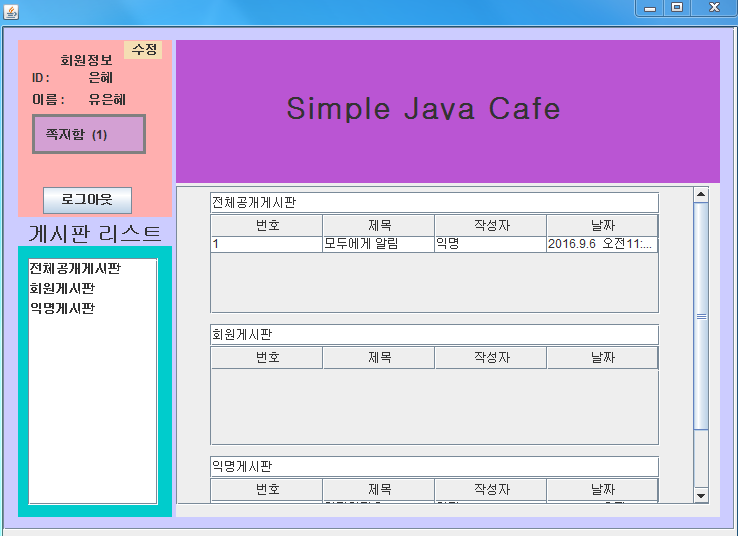 수정
회원정보
ID : 은혜
이름 : 유은혜
쪽지함 (1)
로그아웃
게시판 리스트
전체공개게시판
회원게시판
익명게시판
Simple Java Cafe
전체공개게시판
번호 제목 작성자 날짜
1 모두에게 알림 익명 2016.9.6 오전11:...
회원게시판
번호 제목 작성자 날짜
익명게시판
번호 제목 작성자 날짜